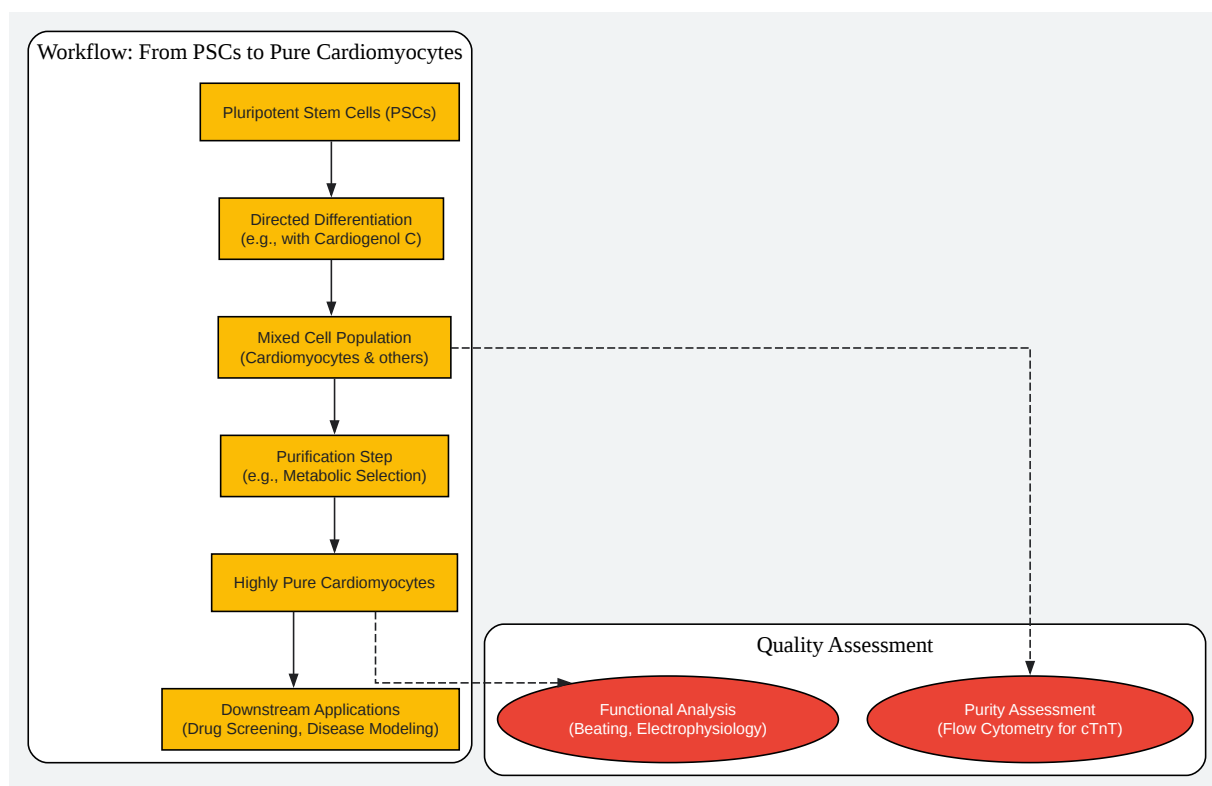 Workflow: From PSCs to Pure Cardiomyocytes
Pluripotent Stem Cells (PSCs)
Directed Differentiation
(e.g., with Cardiogenol C)
Mixed Cell Population
(Cardiomyocytes & others)
Purification Step
(e.g., Metabolic Selection)
Highly Pure Cardiomyocytes
Downstream Applications
(Drug Screening, Disease Modeling)
Quality Assessment
Functional Analysis
(Beating, Electrophysiology)
Purity Assessment
(Flow Cytometry for cTnT)